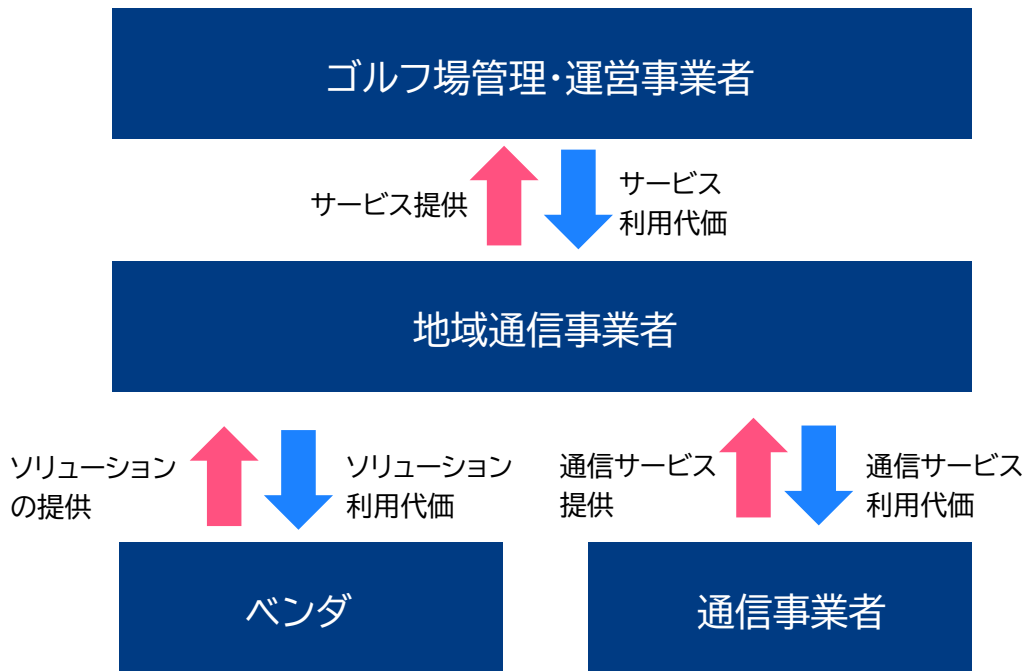 ゴルフ場管理・運営事業者
サービス提供
サービス
利用代価
地域通信事業者
ソリューション
の提供
ソリューション
利用代価
通信サービス
提供
通信サービス
利用代価
ベンダ
通信事業者